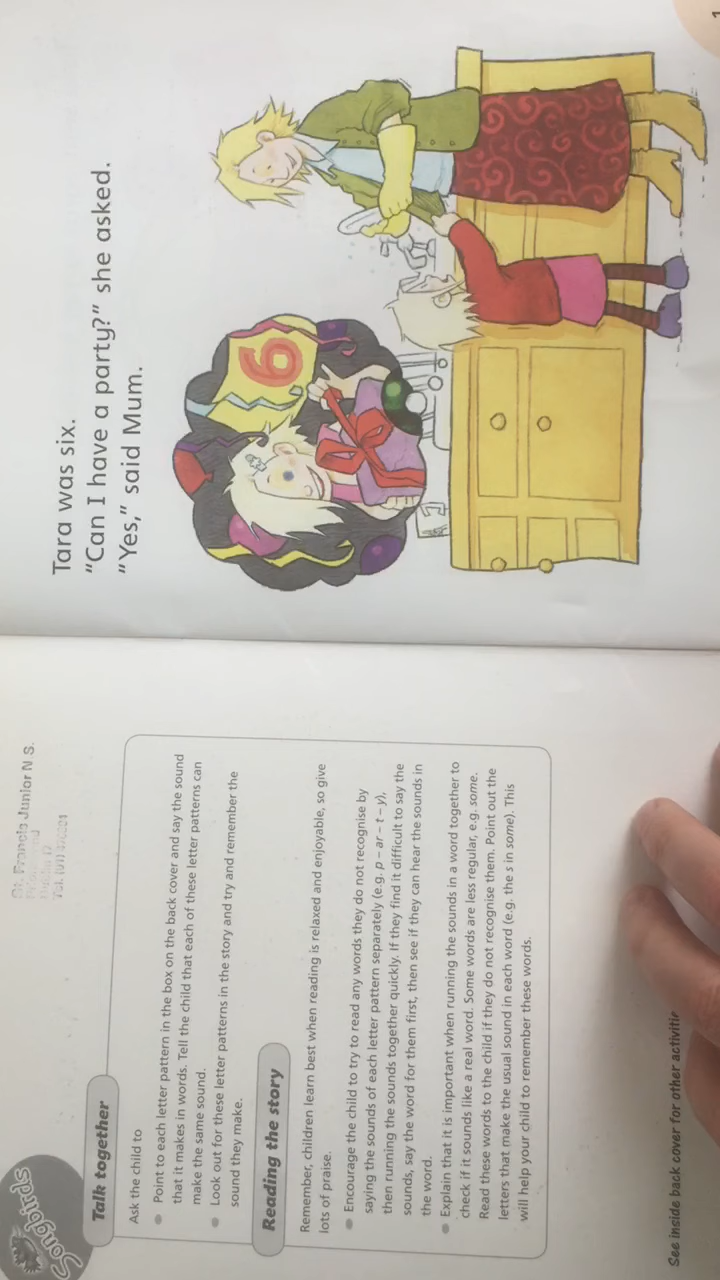 Songbirds
St. Francis Junior N.S.
Talk together
Ask the child to
● Point to each letter pattern in the box on the back cover and say the sound
that it makes in words. Tell the child that each of these letter patterns can
make the same sound.
● Look out for these letter patterns in the story and try and remember the
sound they make.
Reading the story
Remember, children learn best when reading is relaxed and enjoyable, so give
lots of praise.
● Encourage the child to try to read any words they do not recognise by
saying the sounds of each letter pattern separately (e.g. p – ar – t – y),
then running the sounds together quickly. If they find it difficult to say the
sounds, say the word for them first, then see if they can hear the sounds in
the word.
● Explain that it is important when running the sounds in a word together to
check if it sounds like a real word. Some words are less regular, e.g. some.
Read these words to the child if they do not recognise them. Point out the
letters that make the usual sound in each word (e.g. the s in some). This
will help your child to remember these words.
See inside back cover for other
Tara was six.
"Can I have a party?" she asked.
"Yes," said Mum.
6
1